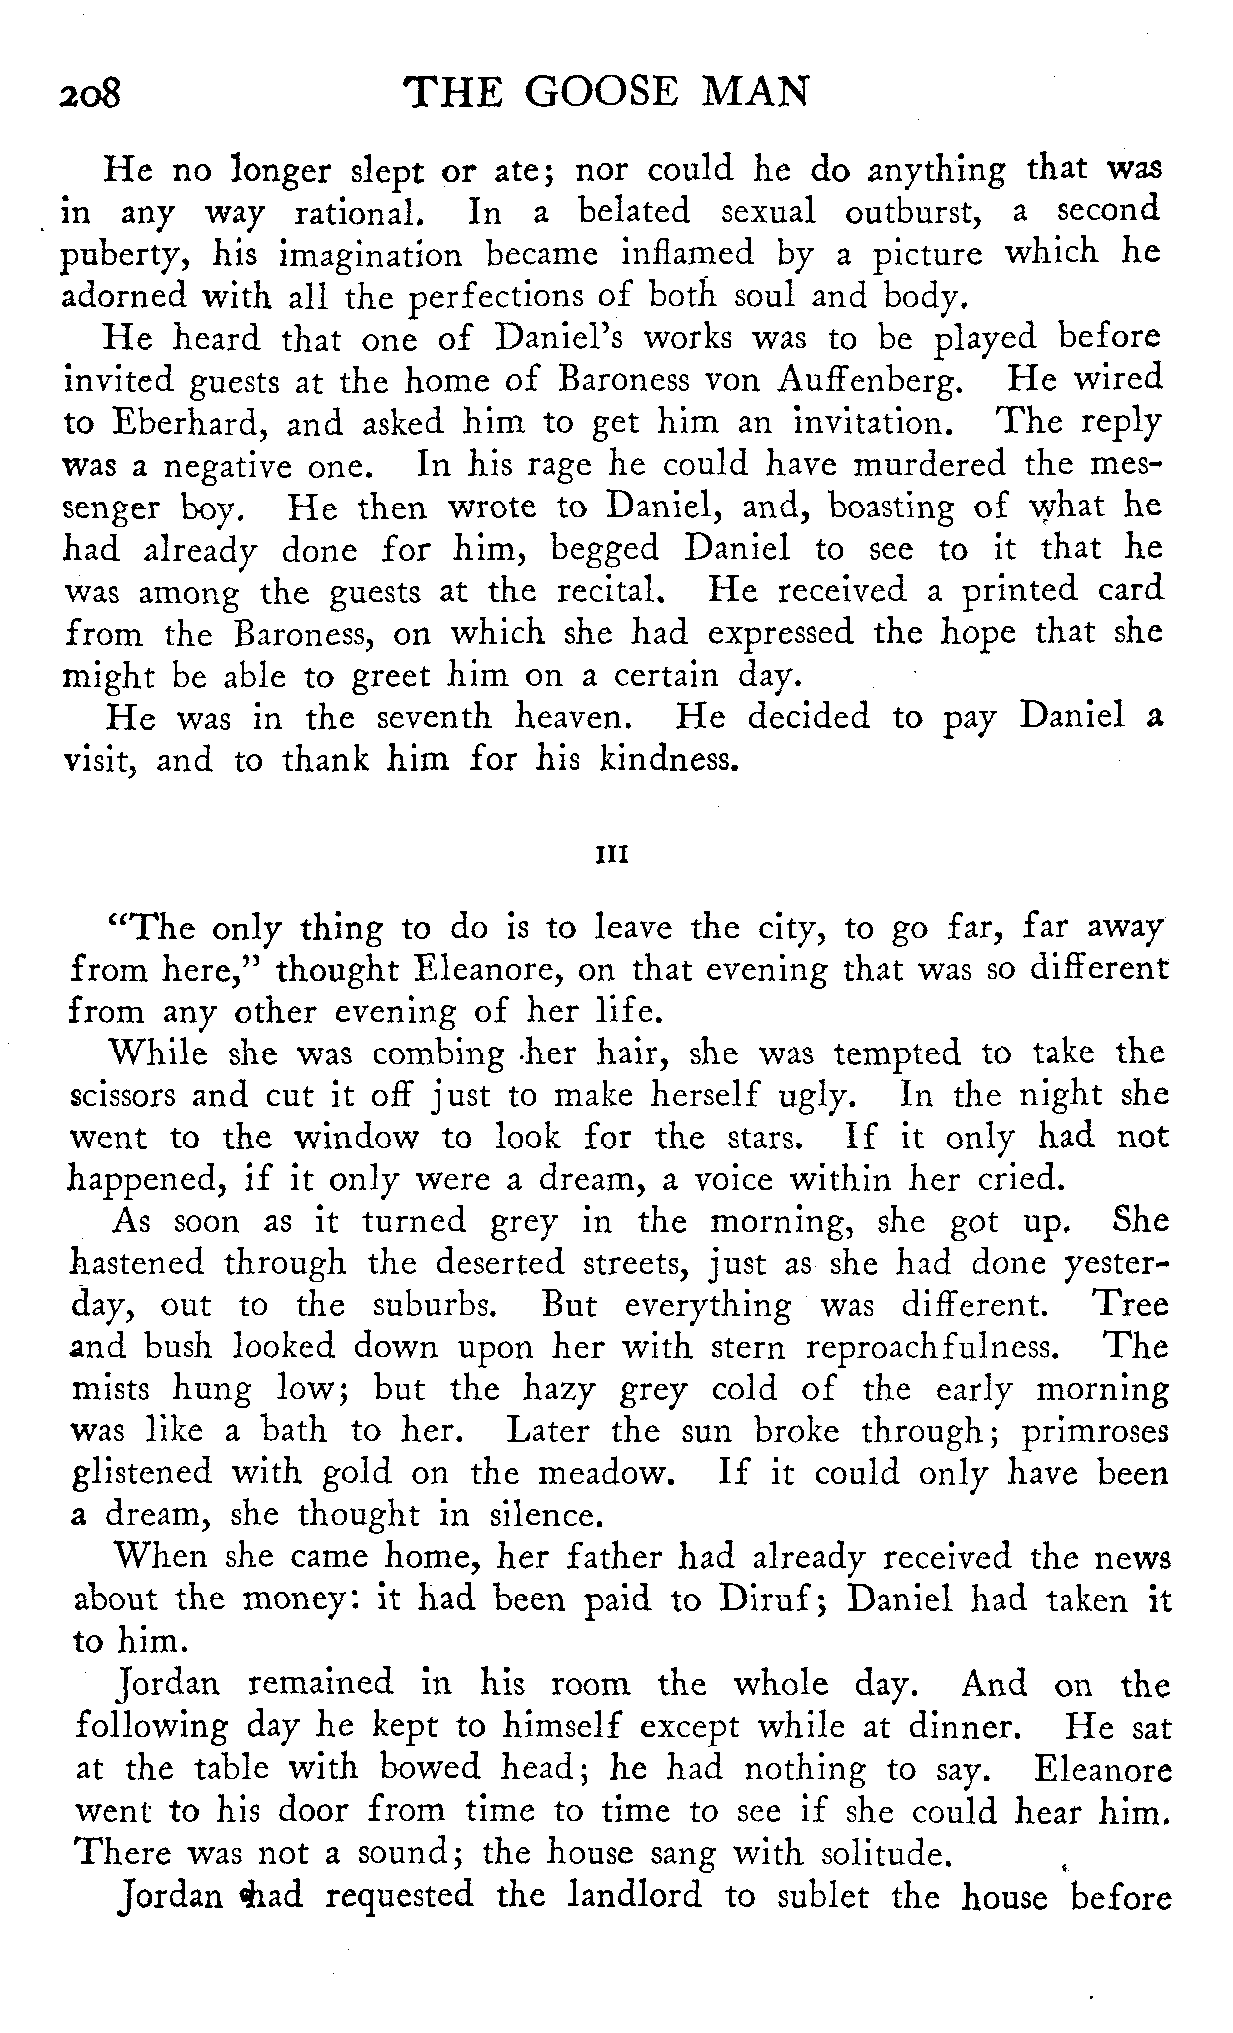 208 THE GOOSE MAN
He no longer slept or ate; nor could he do anything that was
in any way rational. In a belated sexual outburst, a second
puberty, his imagination became inflamed by a picture which he
adorned with all the perfections of both soul and body.
He heard that one of Daniel's works was to be played before
invited guests at the home of Baroness von Auffenberg. He wired
to Eberhard, and asked him to get him an invitation. The reply
was a negative one. In his rage he could have murdered the mes-
senger boy. He then wrote to Daniel, and, boasting of what he
had already done for him, begged Daniel to see to it that he
was among the guests at the recital. He received a printed card
from the Baroness, on which she had expressed the hope that she
might be able to greet him on a certain day.
He was in the seventh heaven. He decided to pay Daniel a
visit, and to thank him for his kindness.
III
"The only thing to do is to leave the city, to go far, far away
from here," thought Eleanore, on that evening that was so different
from any other evening of her life.
While she was combing her hair, she was tempted to take the
scissors and cut it off just to make herself ugly. In the night she
went to the window to look for the stars. If it only had not
happened, if it only were a dream, a voice within her cried.
As soon as it turned grey in the morning, she got up. She
hastened through the deserted streets, just as she had done yester-
day, out to the suburbs. But everything was different. Tree
and bush looked down upon her with stern reproachfulness. The
mists hung low; but the hazy grey cold of the early morning
was like a bath to her. Later the sun broke through; primroses
glistened with gold on the meadow. If it could only have been
a dream, she thought in silence.
When she came home, her father had already received the news
about the money: it had been paid to Diruf; Daniel had taken it
to him.
Jordan remained in his room the whole day. And on the
following day he kept to himself except while at dinner. He sat
at the table with bowed head; he had nothing to say. Eleanore
went to his door from time to time to see if she could hear him.
There was not a sound; the house sang with solitude.
Jordan had requested the landlord to sublet the house before